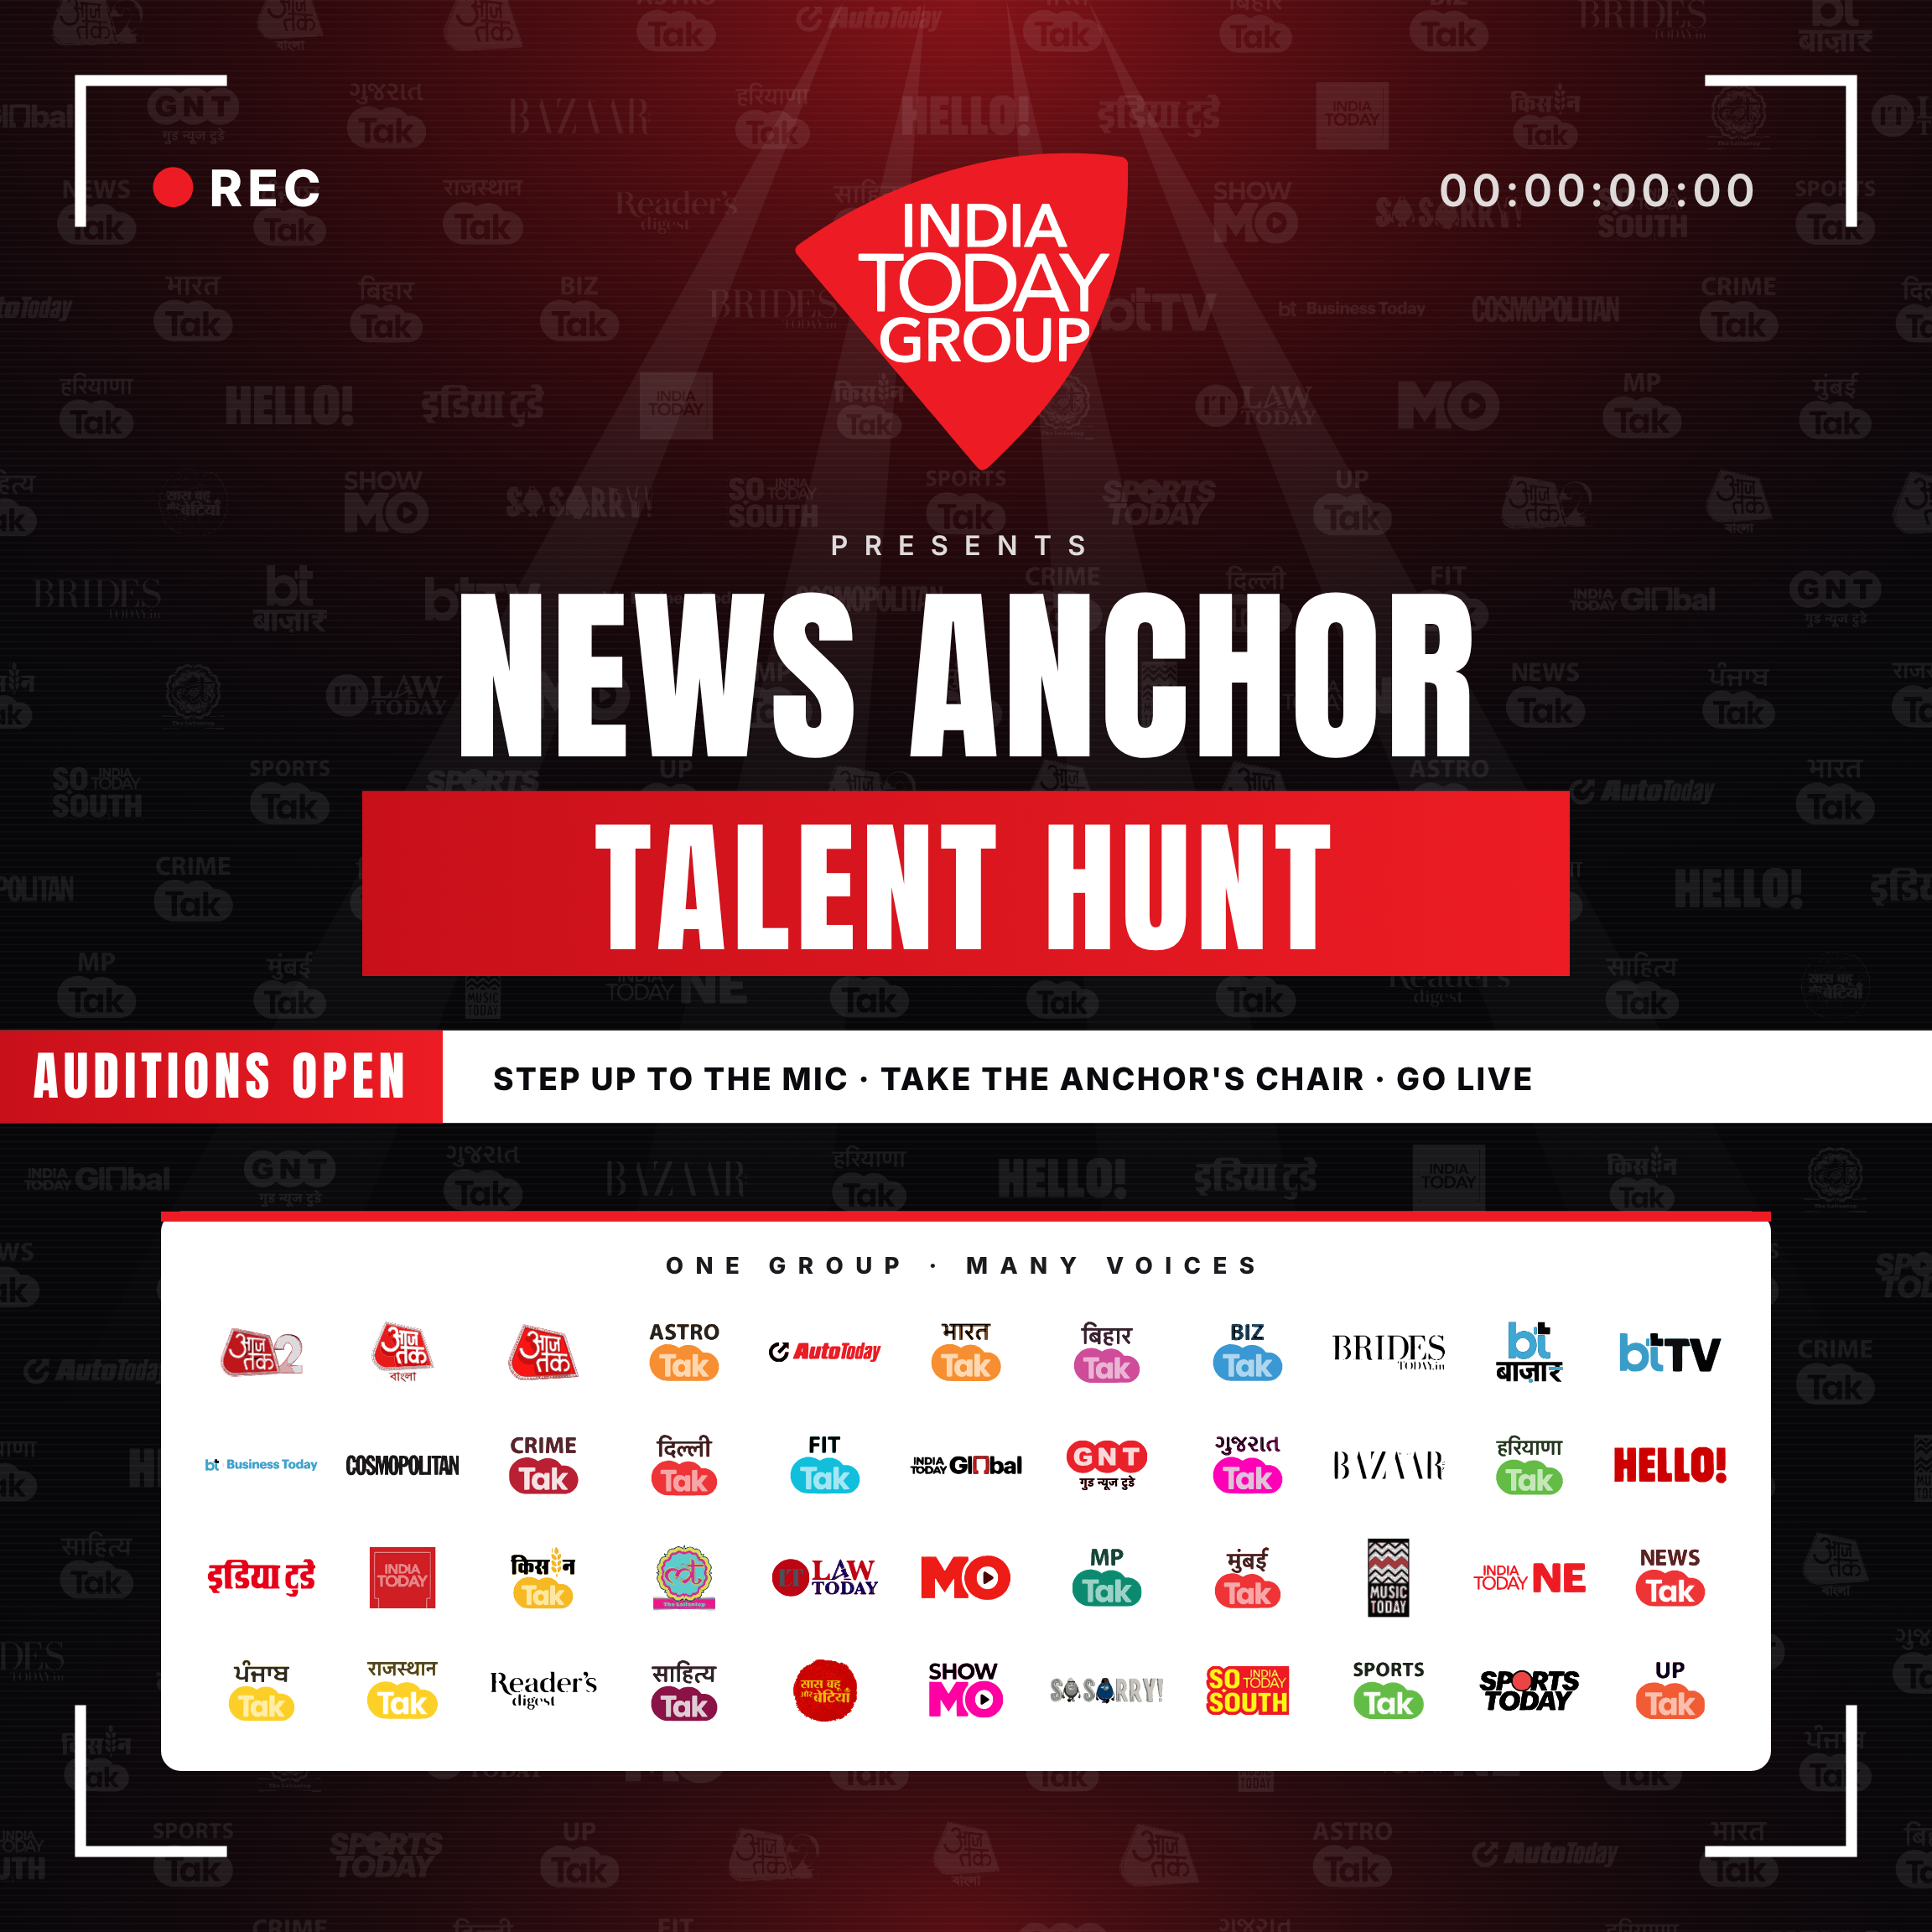 REC
00:00:00:00
INDIA
TODAY
GROUP
PRESENTS
NEWS ANCHOR
TALENT HUNT
AUDITIONS OPEN
STEP UP TO THE MIC · TAKE THE ANCHOR'S CHAIR · GO LIVE
ONE GROUP · MANY VOICES
आज तक 2
आज तक বাংলা
आज तक
ASTRO Tak
AutoToday
भारत Tak
बिहार Tak
BIZ Tak
BRIDES TODAY.in
bt बाज़ार
btTV
bt Business Today
COSMOPOLITAN
CRIME Tak
दिल्ली Tak
FIT Tak
INDIA TODAY Global
GNT गुड न्यूज़ टुडे
ગુજરાત Tak
BAZAAR
हरियाणा Tak
HELLO!
इंडिया टुडे
INDIA TODAY
किसान Tak
The Lallantop
IT LAW TODAY
MO
MP Tak
मुंबई Tak
MUSIC TODAY
INDIA TODAY NE
NEWS Tak
ਪੰਜਾਬ Tak
राजस्थान Tak
Reader's digest
साहित्य Tak
सास बहू और बेटियाँ
SHOW MO
SO SORRY!
SO INDIA TODAY SOUTH
SPORTS Tak
SPORTS TODAY
UP Tak